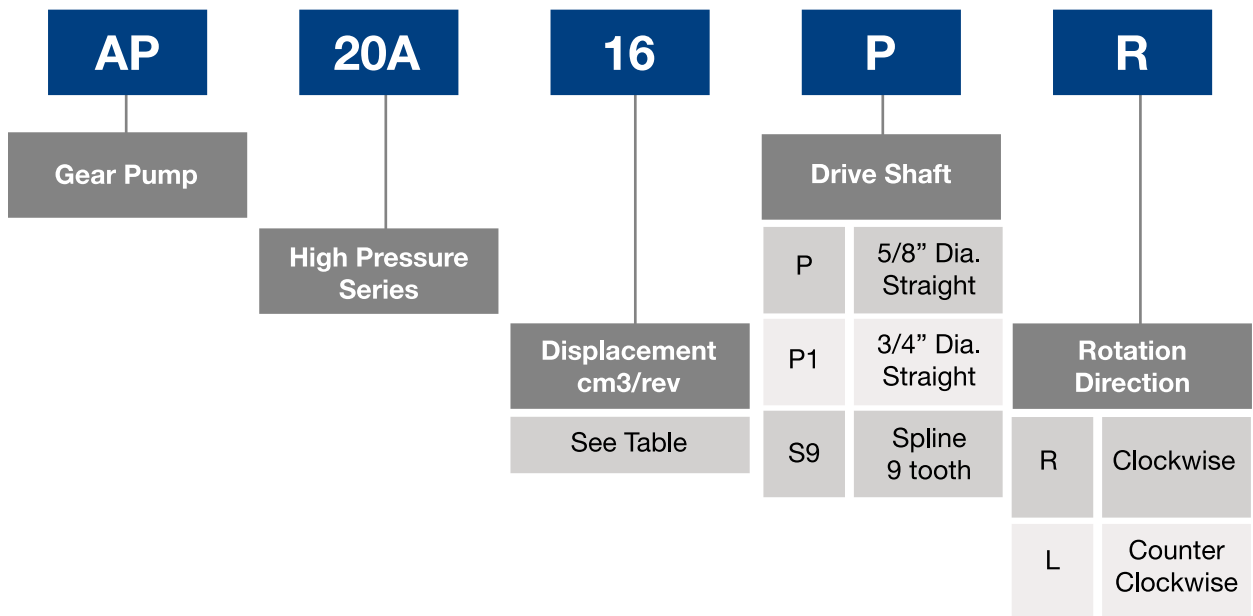 AP
20A
16
P
R
Gear Pump
High Pressure
Series
Displacement
cm3/rev
See Table
Drive Shaft
P
5/8” Dia.
Straight
P1
3/4” Dia.
Straight
S9
Spline
9 tooth
Rotation
Direction
R
Clockwise
L
Counter
Clockwise